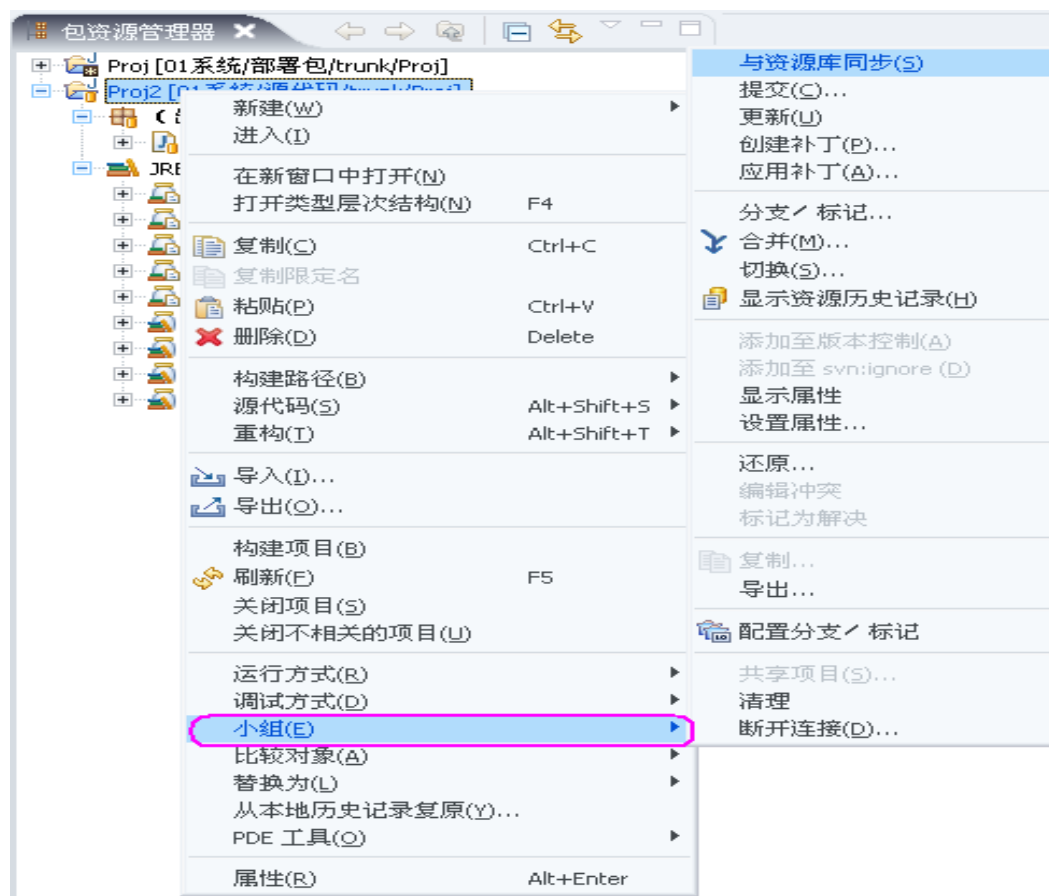 包资源管理器
Proj [01系统/部署包/trunk/Proj]
Proj2 [01系统/源代码/trunk/Proj]
JRE
新建(W)
进入(I)
在新窗口中打开(N)
打开类型层次结构(N) F4
复制(C) Ctrl+C
复制限定名
粘贴(P) Ctrl+V
删除(D) Delete
构建路径(B)
源代码(S) Alt+Shift+S
重构(T) Alt+Shift+T
导入(I)...
导出(O)...
构建项目(B)
刷新(F) F5
关闭项目(S)
关闭不相关的项目(U)
运行方式(R)
调试方式(D)
小组(E)
比较对象(A)
替换为(L)
从本地历史记录复原(Y)...
PDE 工具(O)
属性(R) Alt+Enter
与资源库同步(S)
提交(C)...
更新(U)
创建补丁(P)...
应用补丁(A)...
分支/ 标记...
合并(M)...
切换(S)...
显示资源历史记录(H)
添加至版本控制(A)
添加至 svn:ignore (D)
显示属性
设置属性...
还原...
编辑冲突
标记为解决
复制...
导出...
配置分支/ 标记
共享项目(S)...
清理
断开连接(D)...